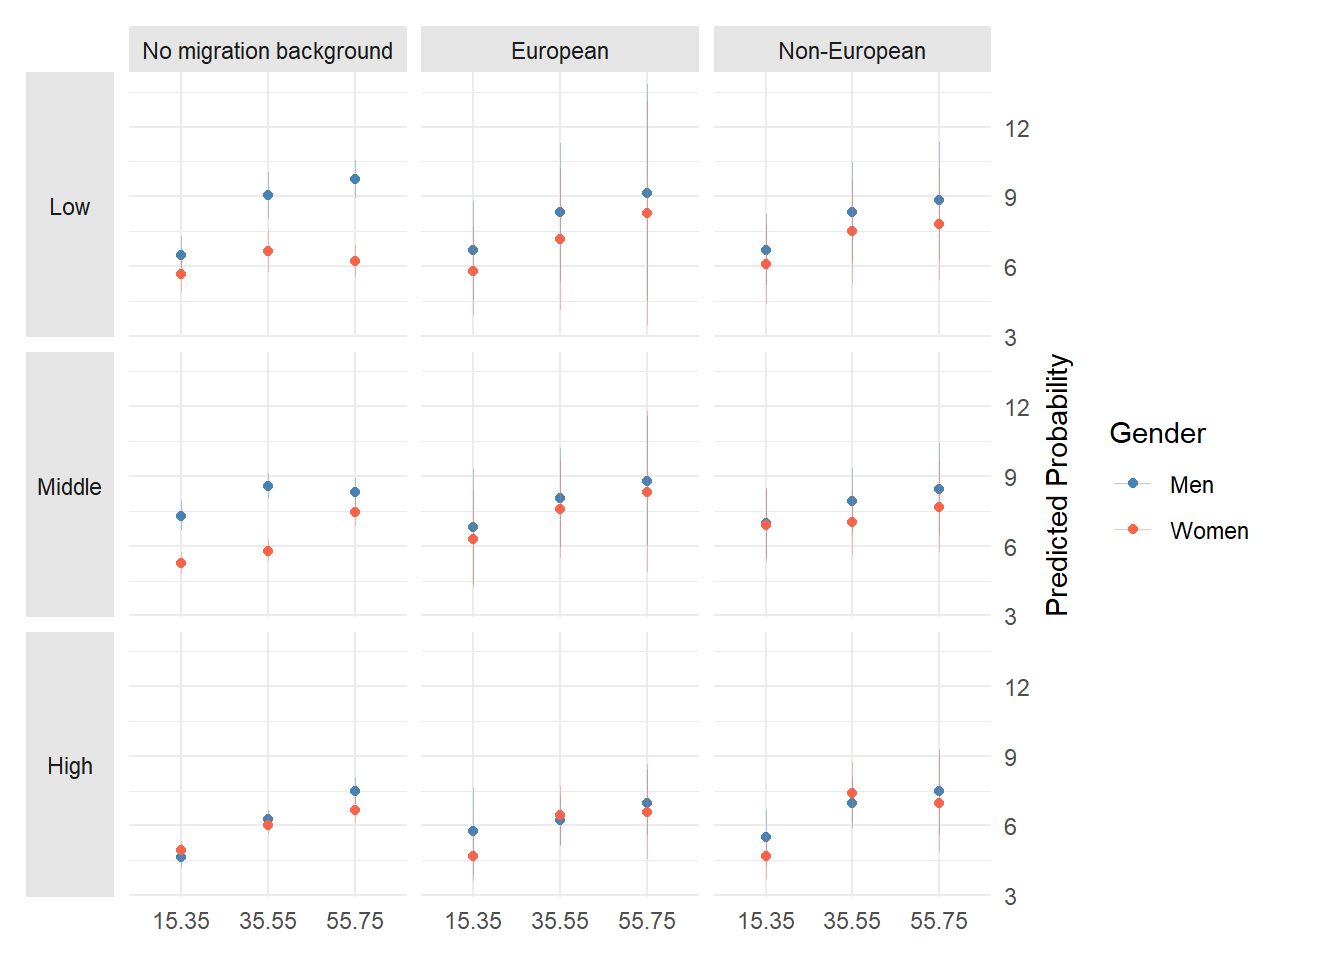 No migration background
European
Non-European
Low
12
9
6
3
Middle
12
9
6
3
High
12
9
6
3
15.35 35.55 55.75
15.35 35.55 55.75
15.35 35.55 55.75
Predicted Probability
Gender
Men
Women